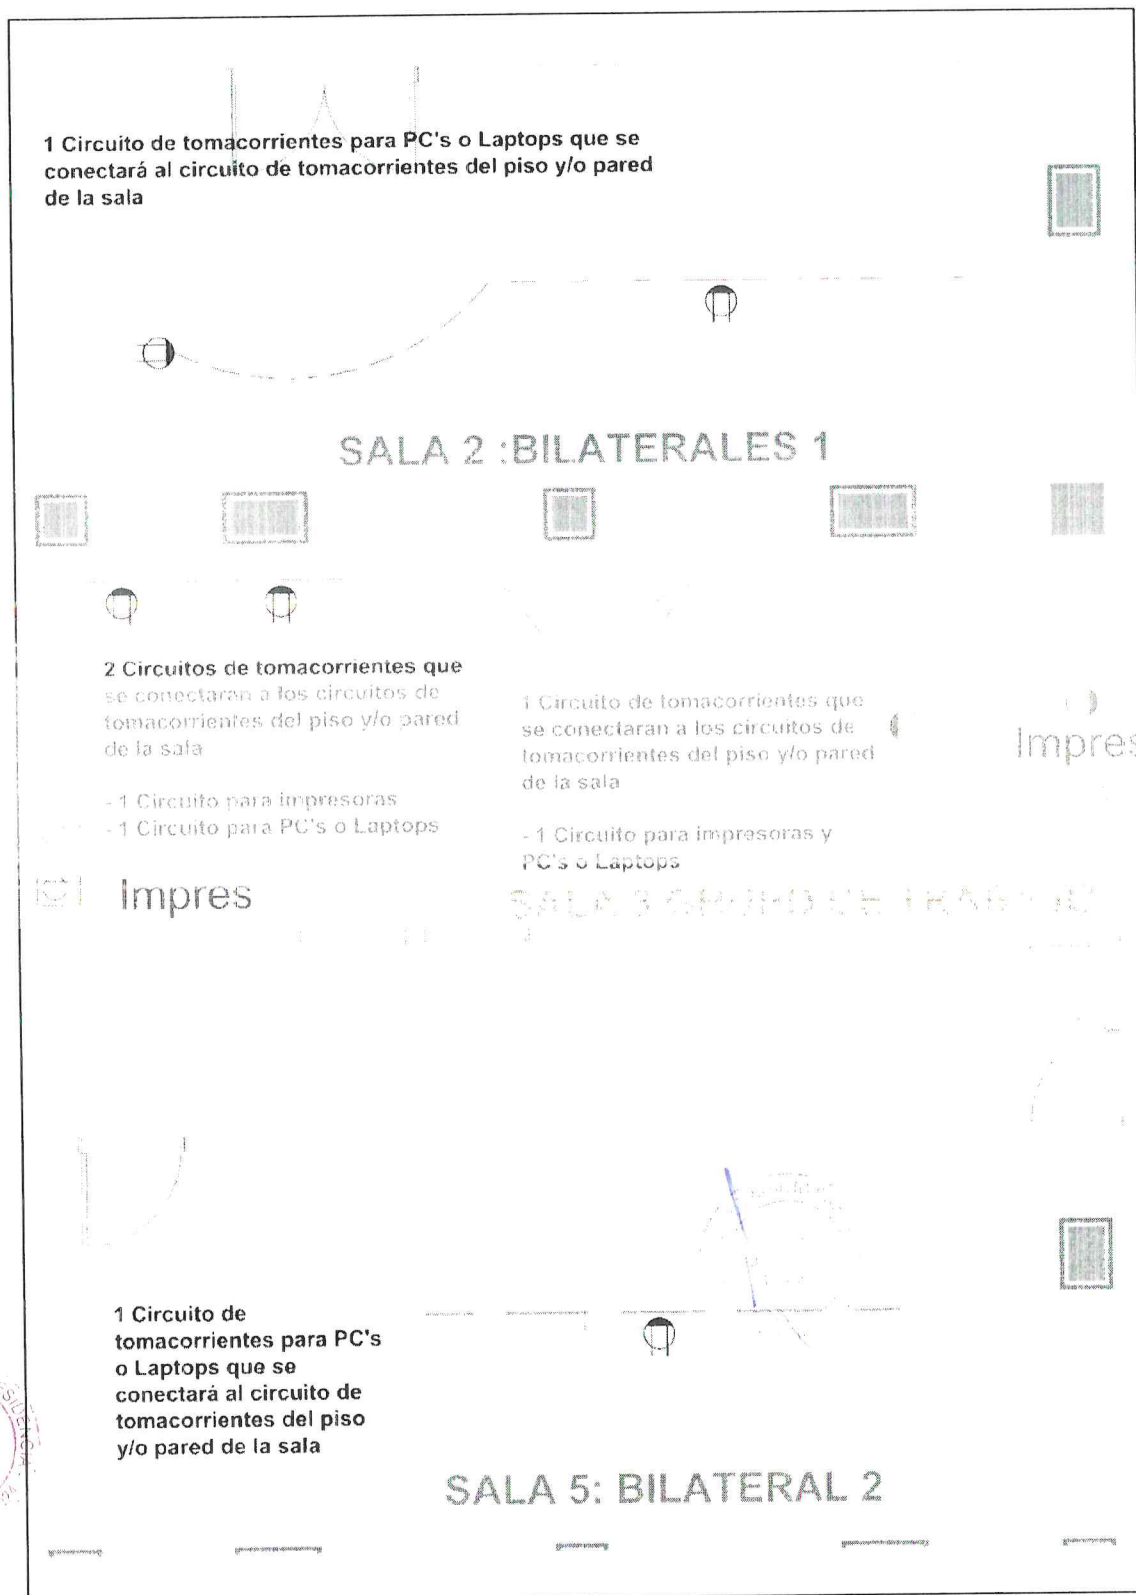 1 Circuito de tomacorrientes para PC's o Laptops que se
conectará al circuito de tomacorrientes del piso y/o pared
de la sala
SALA 2 :BILATERALES 1
2 Circuitos de tomacorrientes que
se conectaran a los circuitos de
tomacorrientes del piso y/o pared
de la sala
- 1 Circuito para impresoras
- 1 Circuito para PC's o Laptops
Impres
1 Circuito de tomacorrientes que
se conectaran a los circuitos de
tomacorrientes del piso y/o pared
de la sala
- 1 Circuito para impresoras y
PC's o Laptops
Impres
SALA 3 GRUPO DE TRABAJO
1 Circuito de
tomacorrientes para PC's
o Laptops que se
conectará al circuito de
tomacorrientes del piso
y/o pared de la sala
SALA 5: BILATERAL 2